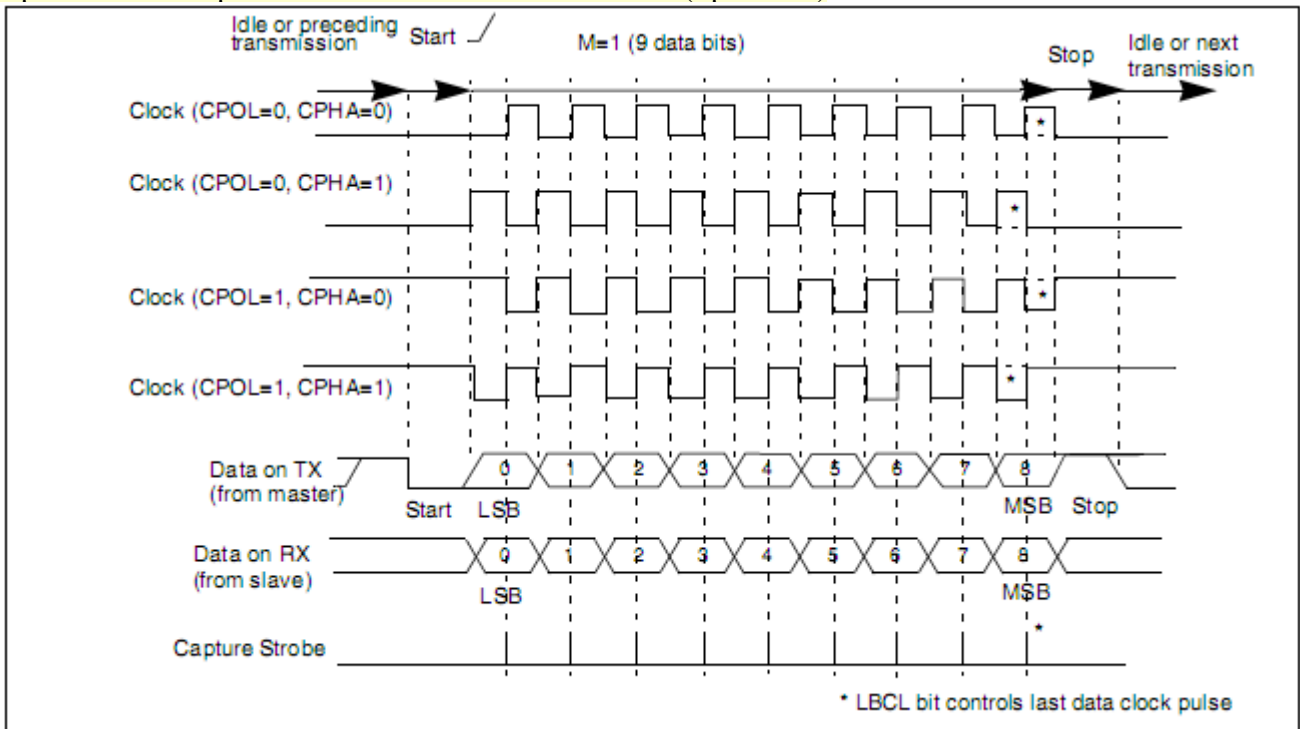 Idle or preceding
transmission
Start
M=1 (9 data bits)
Stop
Idle or next
transmission
Clock (CPOL=0, CPHA=0)
*
Clock (CPOL=0, CPHA=1)
*
Clock (CPOL=1, CPHA=0)
*
Clock (CPOL=1, CPHA=1)
*
Data on TX
(from master)
0 1 2 3 4 5 6 7 8
Start LSB MSB Stop
Data on RX
(from slave)
0 1 2 3 4 5 6 7 8
LSB MSB
*
Capture Strobe
* LBCL bit controls last data clock pulse